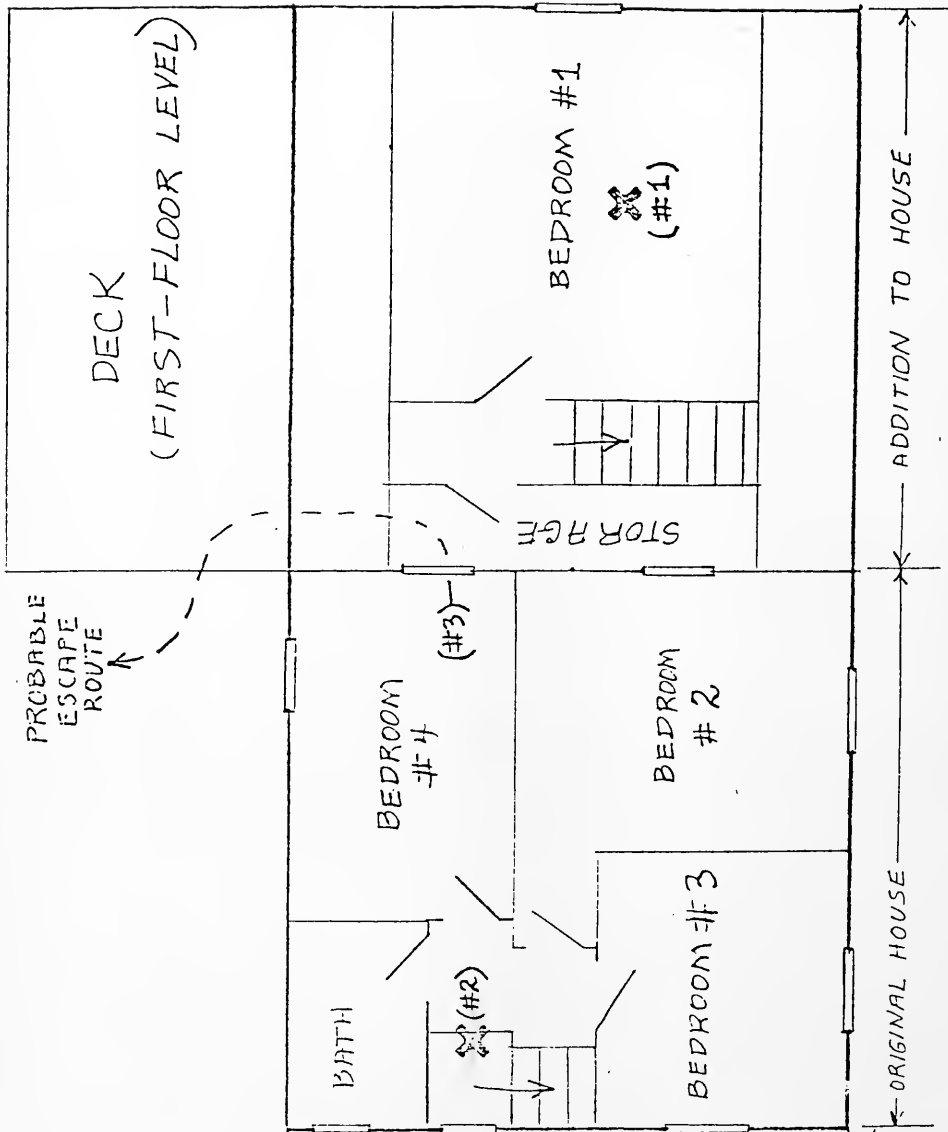 DECK
(FIRST-FLOOR LEVEL)
PROBABLE
ESCAPE
ROUTE
BEDROOM #1
(#1)
STORAGE
(#3)
BEDROOM
#4
BEDROOM
#2
BATH
(#2)
BEDROOM #3
ORIGINAL HOUSE
ADDITION TO HOUSE